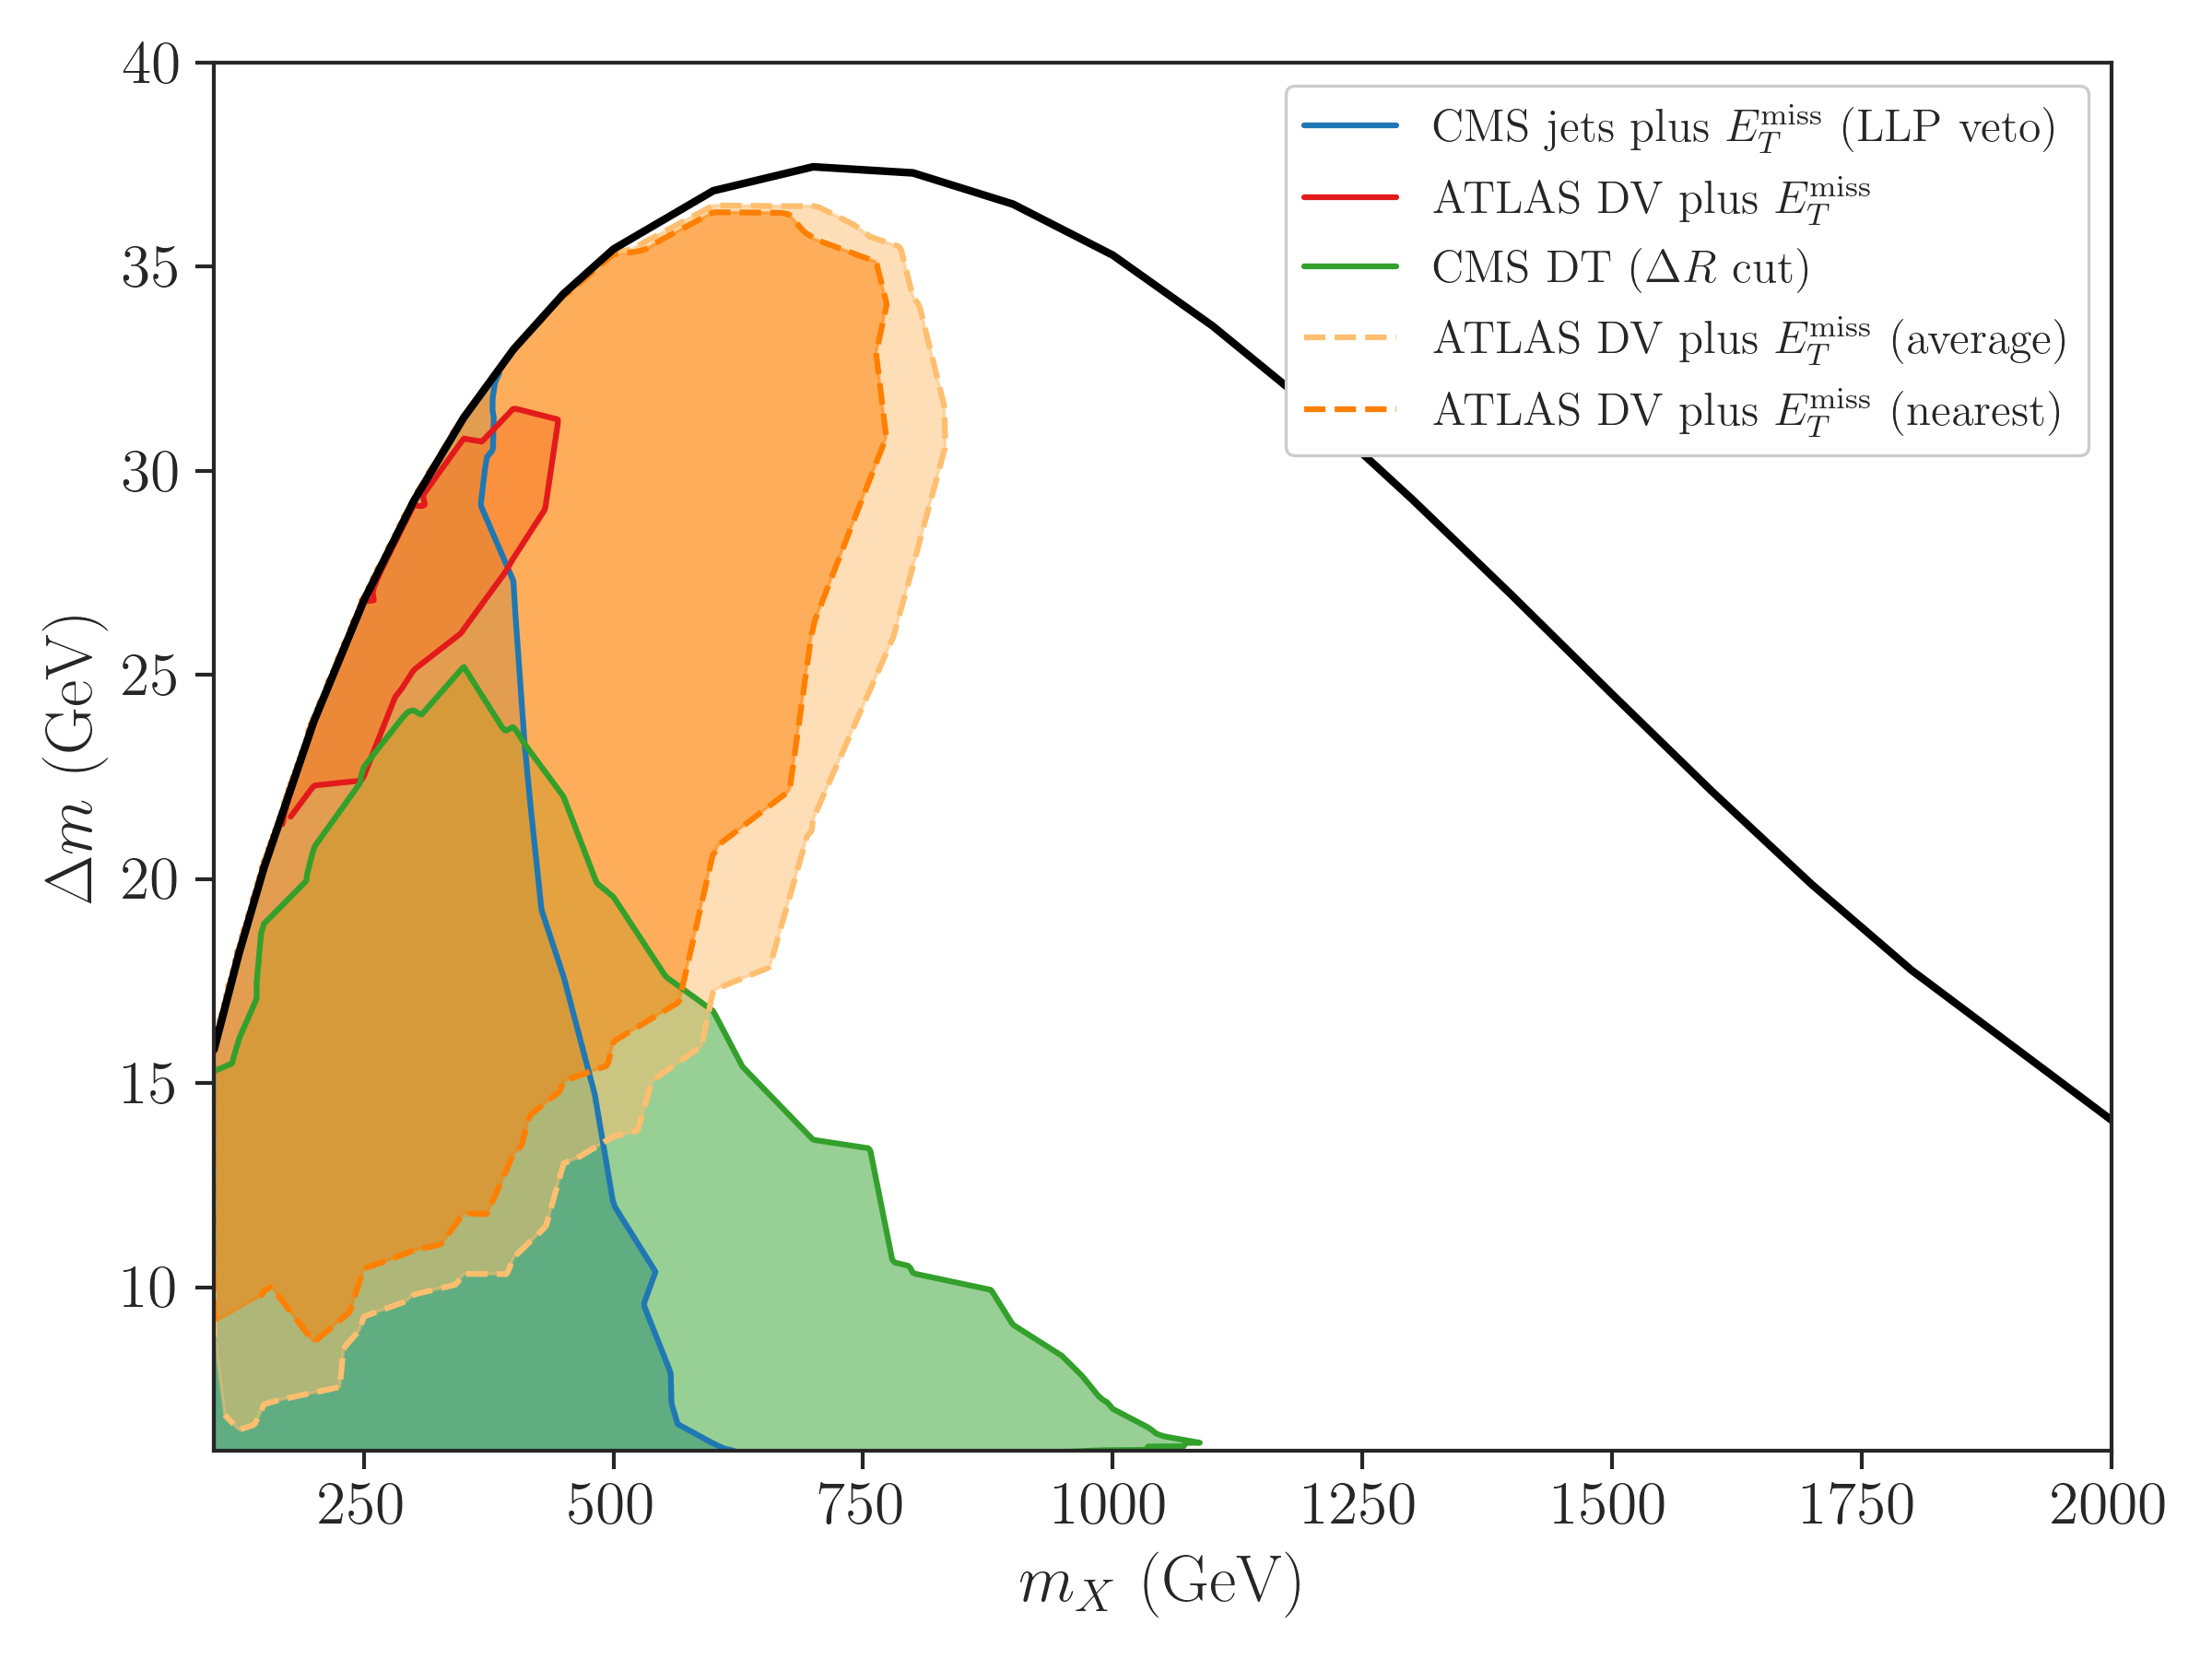 40
35
30
25
20
15
10
Δm (GeV)
CMS jets plus E_T^miss (LLP veto)
ATLAS DV plus E_T^miss
CMS DT (ΔR cut)
ATLAS DV plus E_T^miss (average)
ATLAS DV plus E_T^miss (nearest)
250 500 750 1000 1250 1500 1750 2000
m_X (GeV)